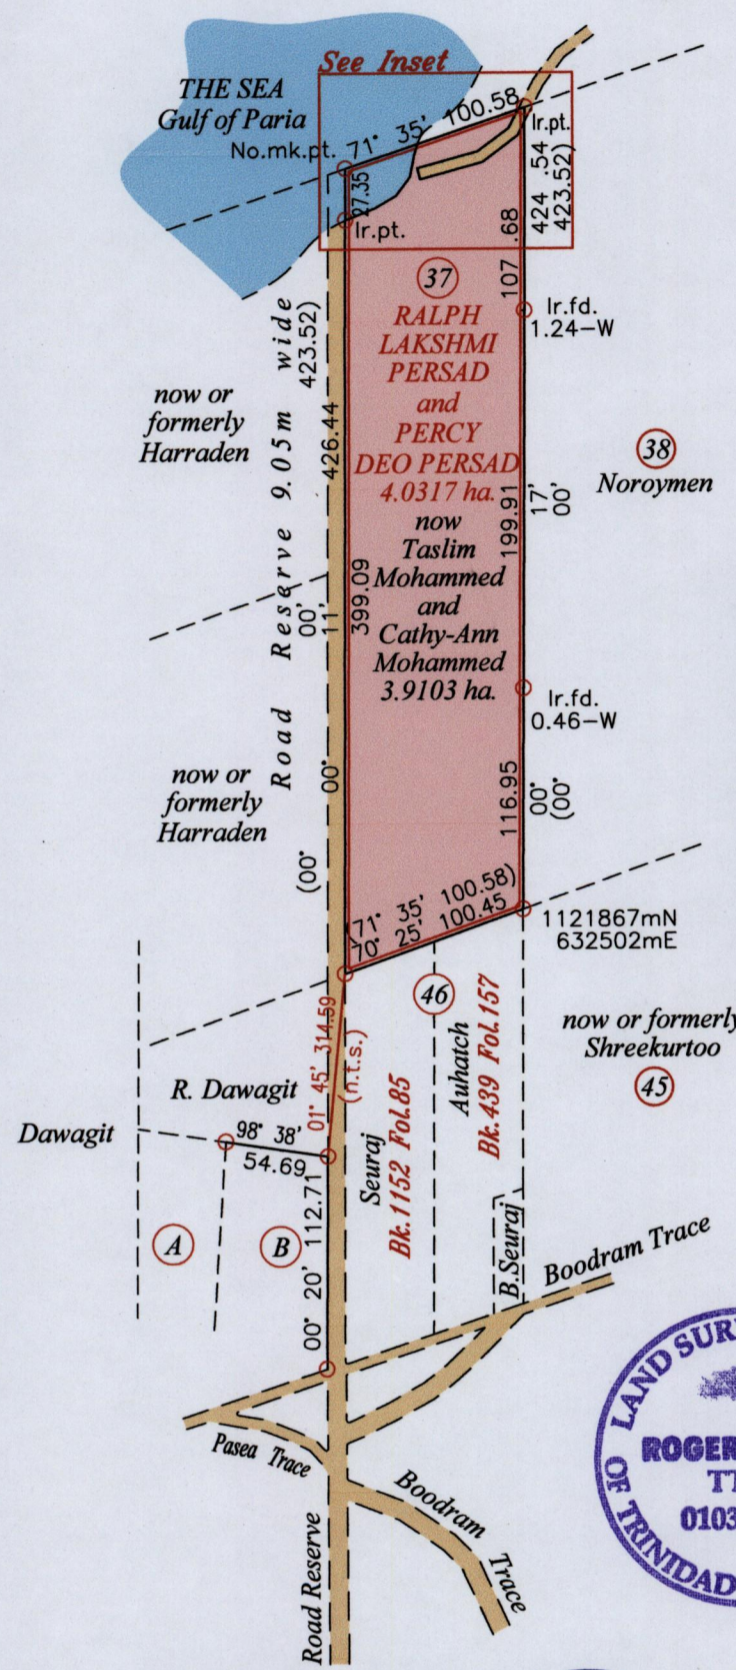 See Inset
THE SEA
Gulf of Paria
No.mk.pt.
71° 35' 100.58
Ir.pt.
27.35
Ir.pt.
424.54
423.52)
107.68
37
RALPH
LAKSHMI
PERSAD
and
PERCY
DEO PERSAD
4.0317 ha.
now
Taslim
Mohammed
and
Cathy-Ann
Mohammed
3.9103 ha.
Ir.fd.
1.24-W
now or
formerly
Harraden
Road Reserve 9.05m wide
(00° 00' 423.52)
00° 11' 426.44
399.09
38
Noroymen
199.91
00° 17'
(00° 00'
Ir.fd.
0.46-W
now or
formerly
Harraden
116.95
(71° 35' 100.58)
70° 25' 100.45
1121867mN
632502mE
46
now or formerly
Shreekurtoo
45
01° 45' 314.59
(n.t.s.)
R. Dawagit
Dawagit
98° 38'
54.69
Seuraj
Bk.1152 Fol.85
Auhatch
Bk.439 Fol.157
A
B
00° 20' 112.71
B.Seuraj
Boodram Trace
Pasea Trace
Boodram Trace
Road Reserve
LAND SUR
ROGER
TT
0103
OF TRINIDAD